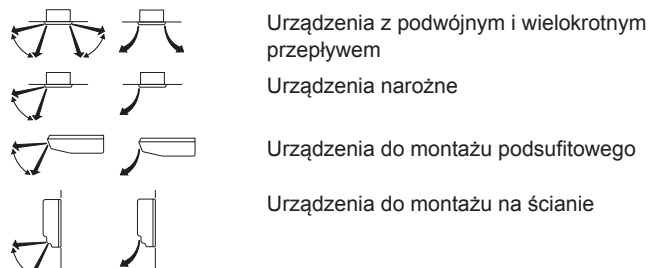 Urządzenia z podwójnym i wielokrotnym
przepływem
Urządzenia narożne
Urządzenia do montażu podsufitowego
Urządzenia do montażu na ścianie